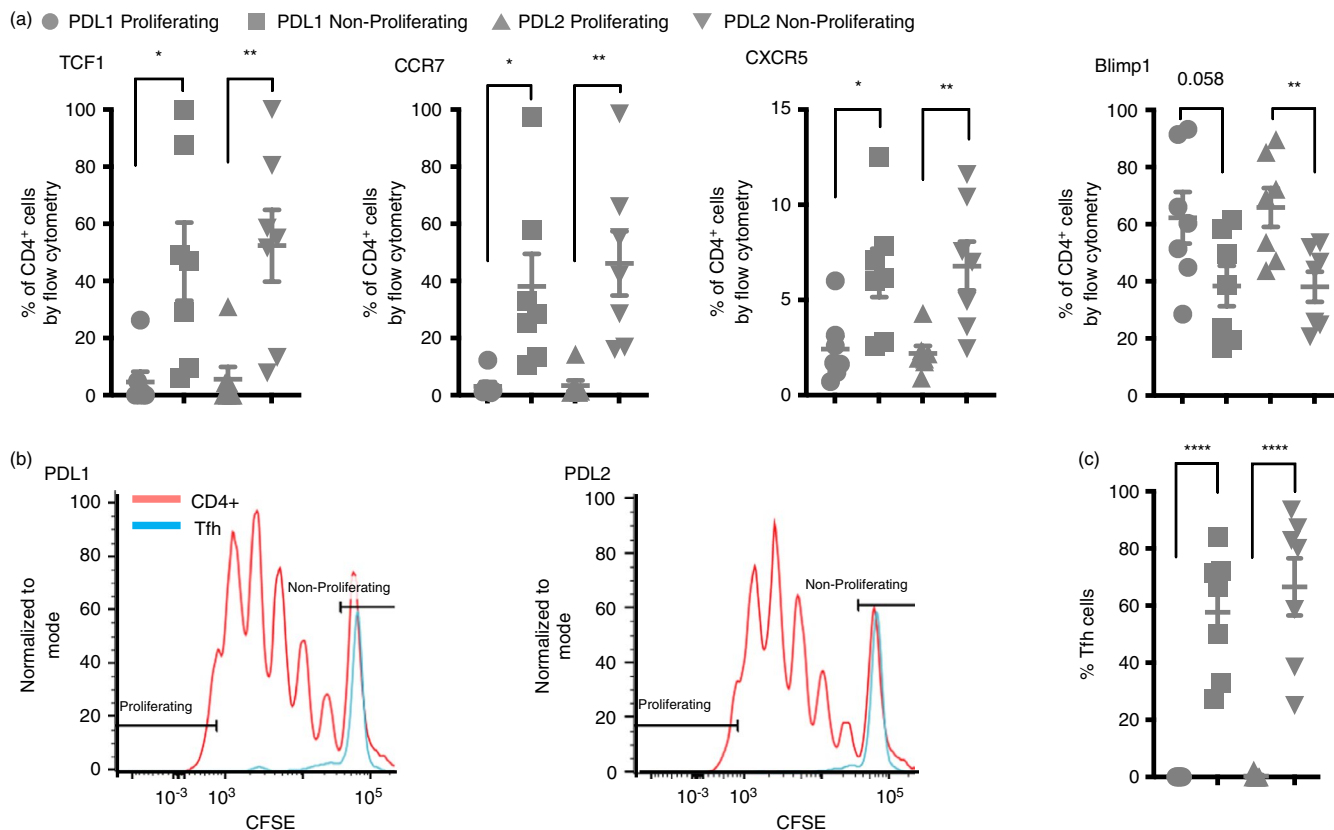 (a) PDL1 Proliferating PDL1 Non-Proliferating PDL2 Proliferating PDL2 Non-Proliferating
TCF1
* **
% of CD4+ cells
by flow cytometry
100
80
60
40
20
0
CCR7
* **
% of CD4+ cells
by flow cytometry
100
80
60
40
20
0
CXCR5
* **
% of CD4+ cells
by flow cytometry
15
10
5
0
Blimp1
0.058 **
% of CD4+ cells
by flow cytometry
100
80
60
40
20
0
(b)
PDL1
CD4+
Tfh
Normalized to
mode
100
80
60
40
20
0
Non-Proliferating
Proliferating
10-3 103 105
CFSE
PDL2
Normalized to
mode
100
80
60
40
20
0
Non-Proliferating
Proliferating
10-3 103 105
CFSE
(c)
**** ****
% Tfh cells
100
80
60
40
20
0